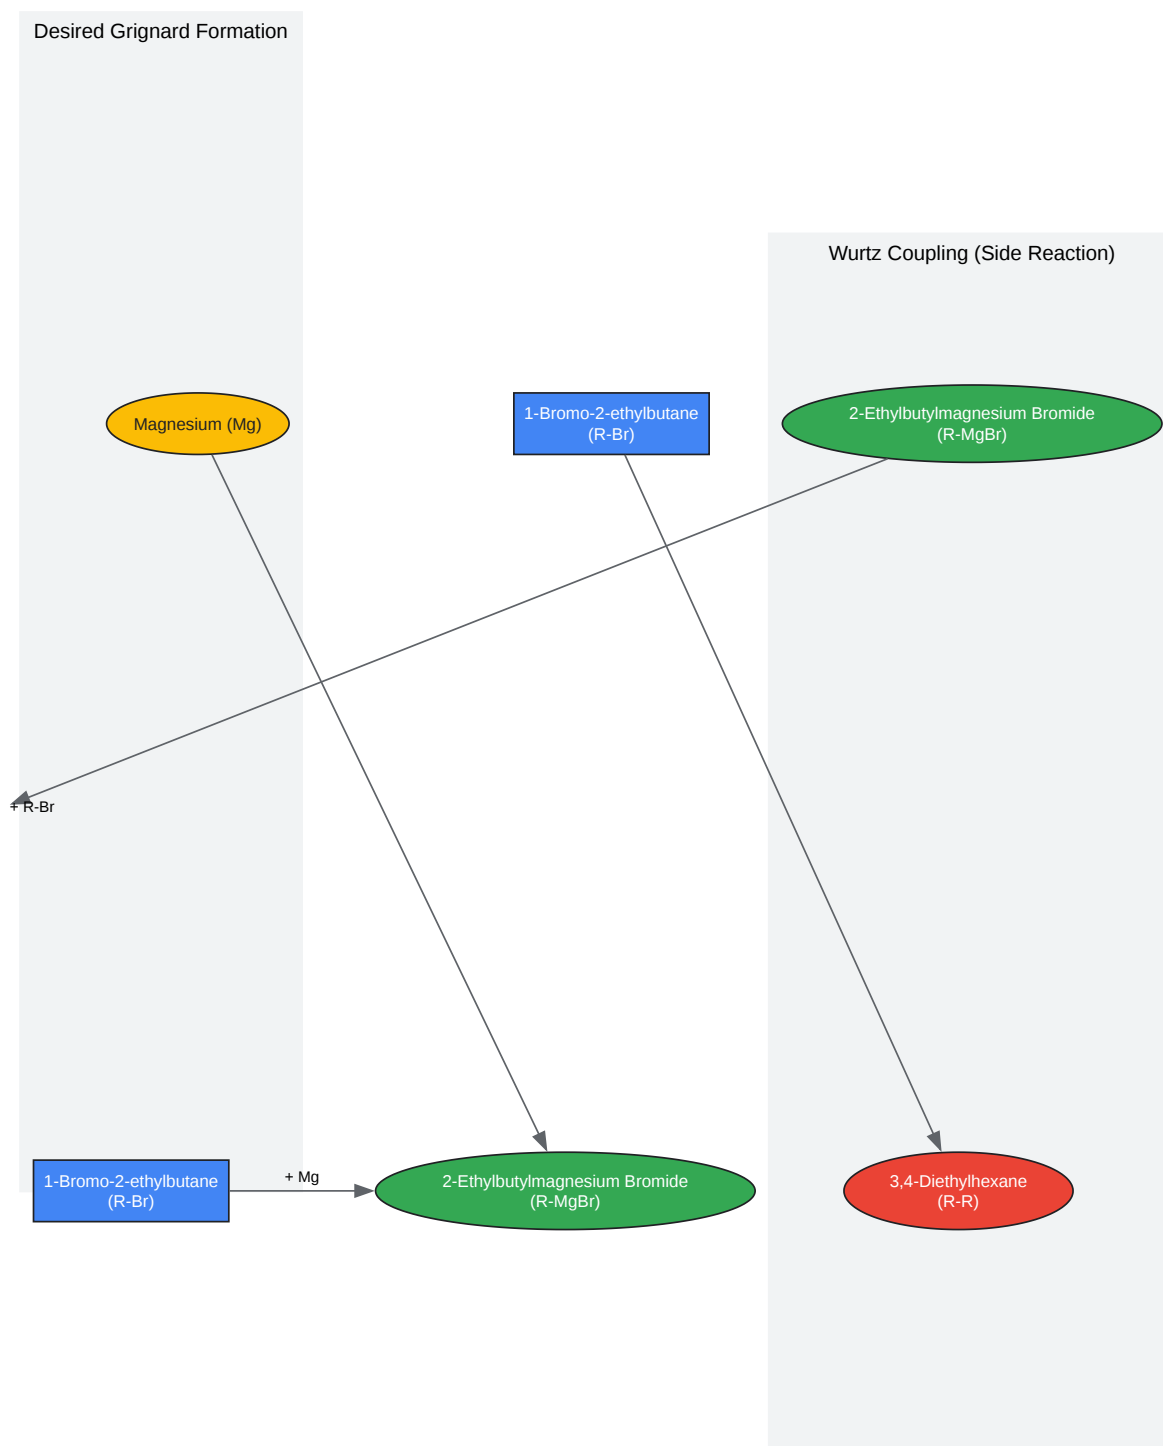 Desired Grignard Formation
Wurtz Coupling (Side Reaction)
Magnesium (Mg)
1-Bromo-2-ethylbutane
(R-Br)
2-Ethylbutylmagnesium Bromide
(R-MgBr)
+ R-Br
1-Bromo-2-ethylbutane
(R-Br)
+ Mg
2-Ethylbutylmagnesium Bromide
(R-MgBr)
3,4-Diethylhexane
(R-R)